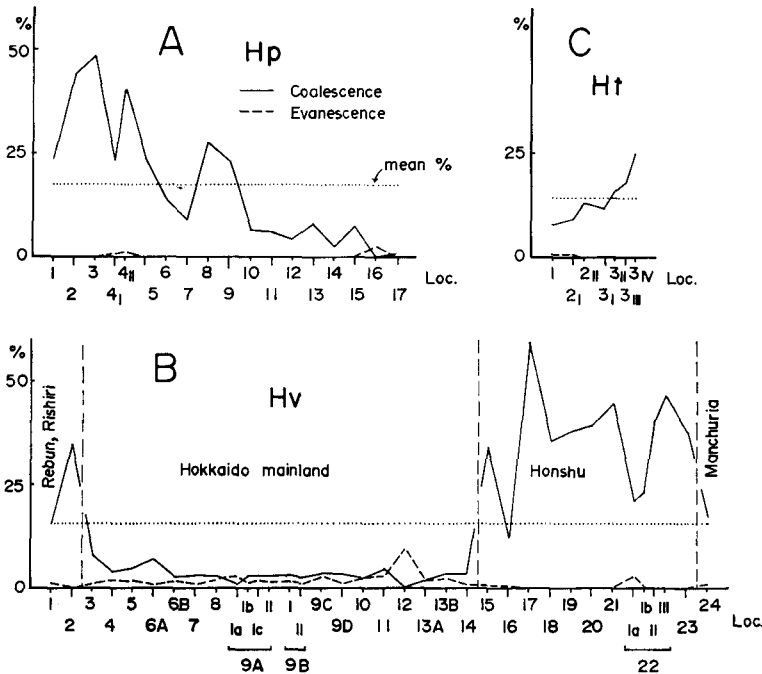 %
50
25
0
A
Hp
Coalescence
Evanescence
mean %
1 3 4II 6 8 10 12 14 16 Loc.
2 4I 5 7 9 11 13 15 17
C
Ht
25
0
1 2II 3II 3IV Loc.
2I 3I 3III
%
50
25
0
B
Hv
Rebun, Rishiri
Hokkaido mainland
Honshu
Manchuria
1 3 5 6B 8 Ib II I 9C 10 12 13B 15 17 19 21 Ib III 24
2 4 6A 7 Ia Ic II 9D 11 13A 14 16 18 20 Ia II 23 Loc.
9A 9B 22